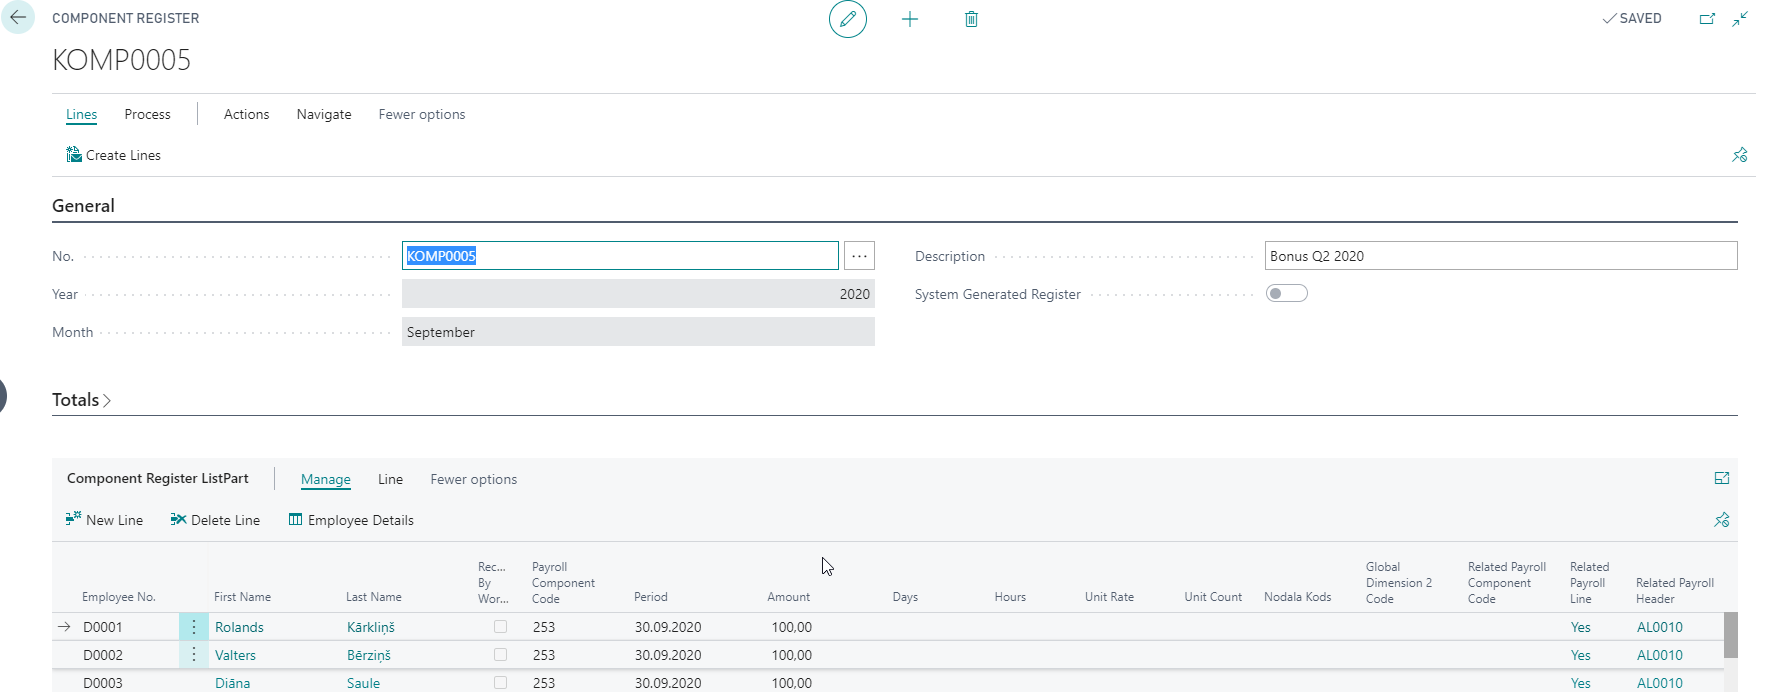 COMPONENT REGISTER
SAVED
KOMP0005
Lines Process Actions Navigate Fewer options
Create Lines
General
No. KOMP0005 ... Description Bonus Q2 2020
Year 2020 System Generated Register
Month September
Totals
Component Register ListPart Manage Line Fewer options
New Line Delete Line Employee Details
Employee No. First Name Last Name Rec... By Wor... Payroll Component Code Period Amount Days Hours Unit Rate Unit Count Nodala Kods Global Dimension 2 Code Related Payroll Component Code Related Payroll Line Related Payroll Header
D0001 Rolands Kārkliņš 253 30.09.2020 100,00 Yes AL0010
D0002 Valters Bērziņš 253 30.09.2020 100,00 Yes AL0010
D0003 Diāna Saule 253 30.09.2020 100,00 Yes AL0010